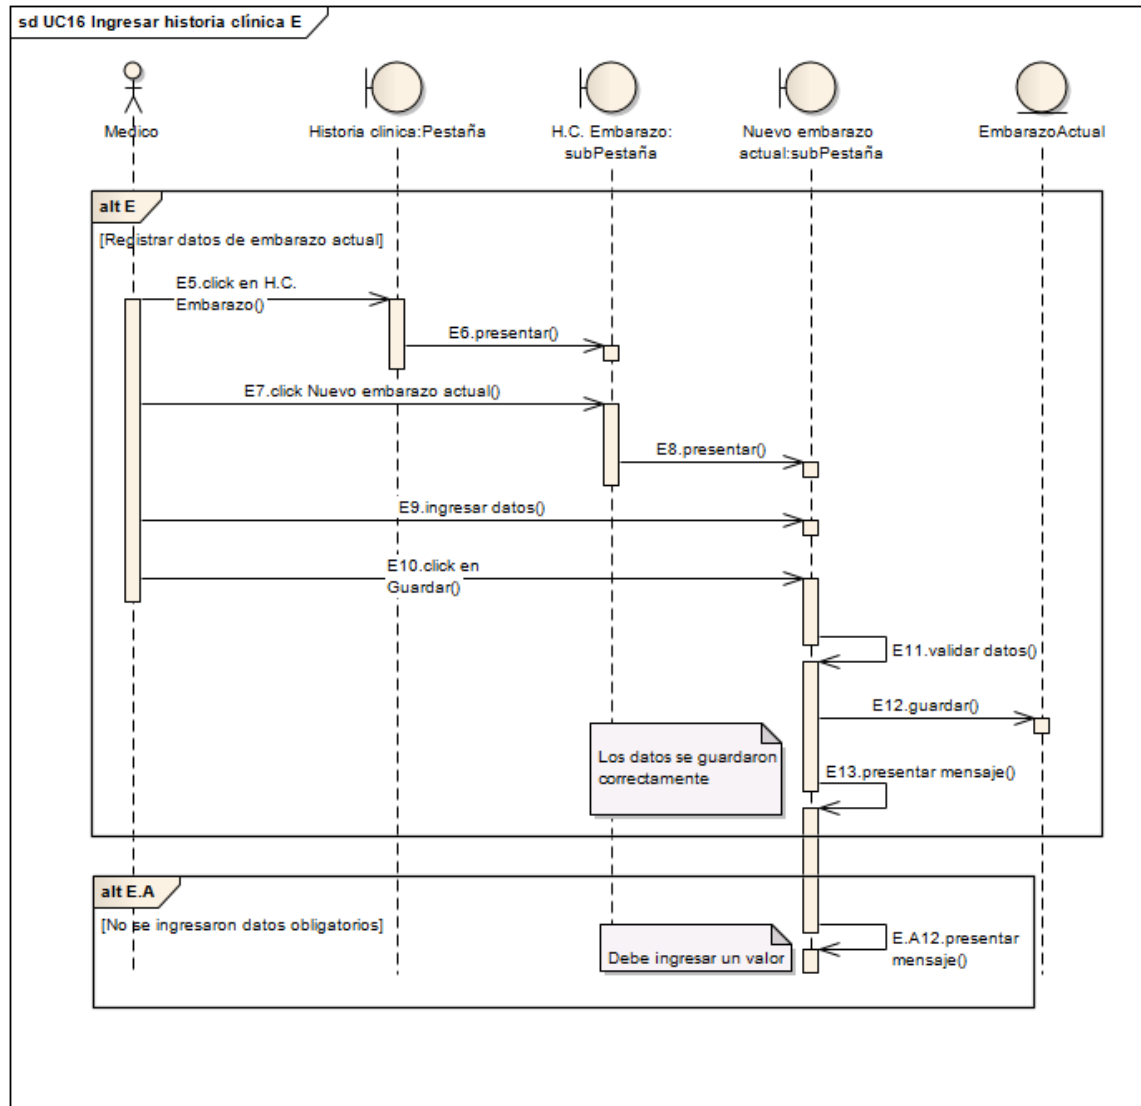 sd UC16 Ingresar historia clínica E
Medico
Historia clinica:Pestaña
H.C. Embarazo:
subPestaña
Nuevo embarazo
actual:subPestaña
EmbarazoActual
alt E
[Registrar datos de embarazo actual]
E5.click en H.C.
Embarazo()
E6.presentar()
E7.click Nuevo embarazo actual()
E8.presentar()
E9.ingresar datos()
E10.click en
Guardar()
E11.validar datos()
E12.guardar()
Los datos se guardaron
correctamente
E13.presentar mensaje()
alt E.A
[No se ingresaron datos obligatorios]
Debe ingresar un valor
E.A12.presentar
mensaje()